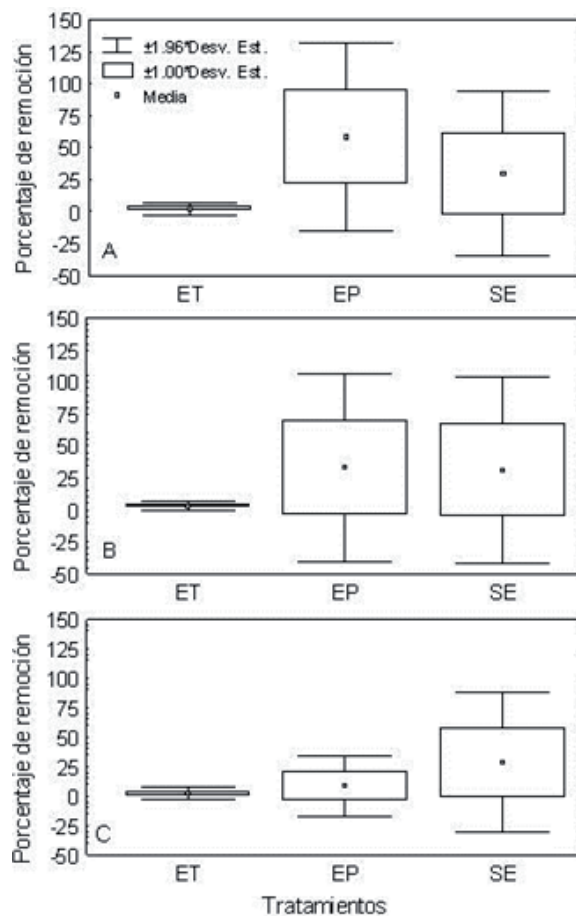 Porcentaje de remoción
150
125
100
75
50
25
0
-25
-50
±1.96*Desv. Est.
±1.00*Desv. Est.
Media
A
ET EP SE
Porcentaje de remoción
150
125
100
75
50
25
0
-25
-50
B
ET EP SE
Porcentaje de remoción
150
125
100
75
50
25
0
-25
-50
C
ET EP SE
Tratamientos